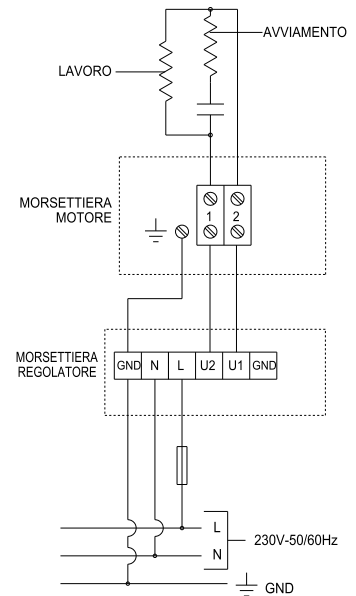 AVVIAMENTO
LAVORO
MORSETTIERA
MOTORE
1 2
MORSETTIERA
REGOLATORE
GND N L U2 U1 GND
L
N
230V-50/60Hz
GND